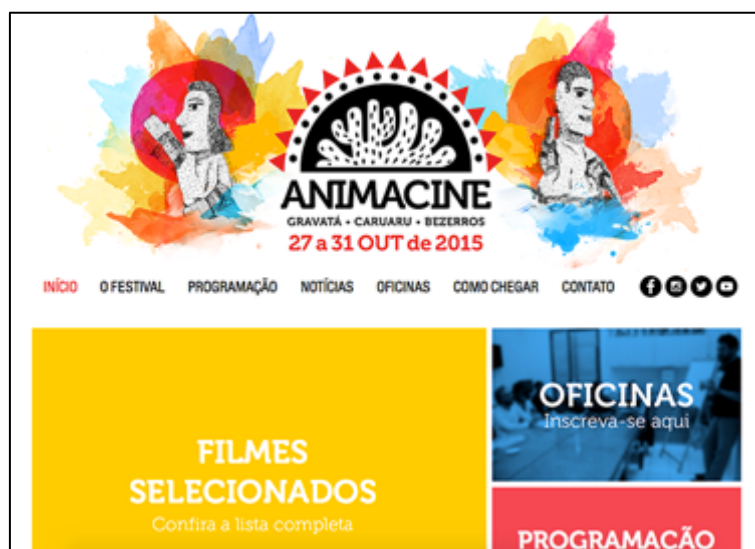 ANIMACINE
GRAVATÁ • CARUARU • BEZERROS
27 a 31 OUT de 2015
INÍCIO O FESTIVAL PROGRAMAÇÃO NOTÍCIAS OFICINAS COMO CHEGAR CONTATO
FILMES
SELECIONADOS
Confira a lista completa
OFICINAS
Inscreva-se aqui
PROGRAMAÇÃO